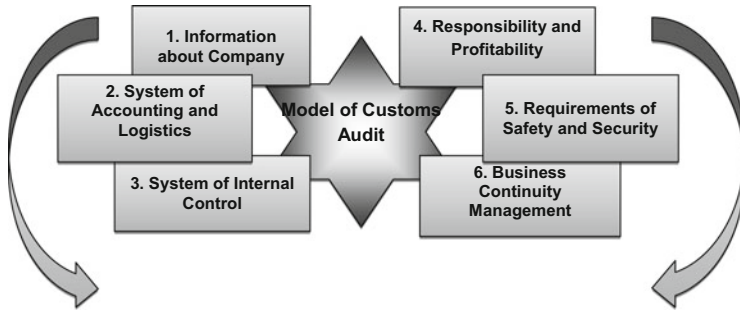 1. Information
about Company
2. System of
Accounting and
Logistics
3. System of Internal
Control
Model of Customs
Audit
4. Responsibility and
Profitability
5. Requirements of
Safety and Security
6. Business
Continuity
Management